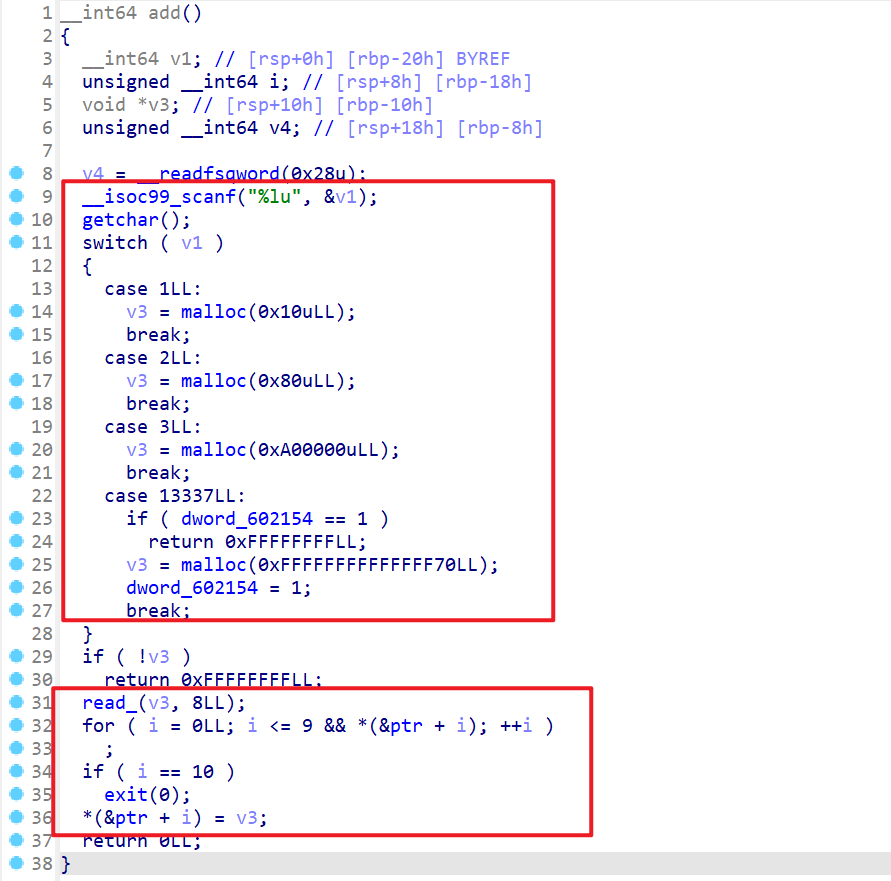 1 __int64 add()
2 {
3   __int64 v1; // [rsp+0h] [rbp-20h] BYREF
4   unsigned __int64 i; // [rsp+8h] [rbp-18h]
5   void *v3; // [rsp+10h] [rbp-10h]
6   unsigned __int64 v4; // [rsp+18h] [rbp-8h]
7
8   v4 = __readfsqword(0x28u);
9   __isoc99_scanf("%lu", &v1);
10   getchar();
11   switch ( v1 )
12   {
13     case 1LL:
14       v3 = malloc(0x10uLL);
15       break;
16     case 2LL:
17       v3 = malloc(0x80uLL);
18       break;
19     case 3LL:
20       v3 = malloc(0xA00000uLL);
21       break;
22     case 13337LL:
23       if ( dword_602154 == 1 )
24         return 0xFFFFFFFFLL;
25       v3 = malloc(0xFFFFFFFFFFFFFF70LL);
26       dword_602154 = 1;
27       break;
28   }
29   if ( !v3 )
30     return 0xFFFFFFFFLL;
31   read_(v3, 8LL);
32   for ( i = 0LL; i <= 9 && *(&ptr + i); ++i )
33     ;
34   if ( i == 10 )
35     exit(0);
36   *(&ptr + i) = v3;
37   return 0LL;
38 }